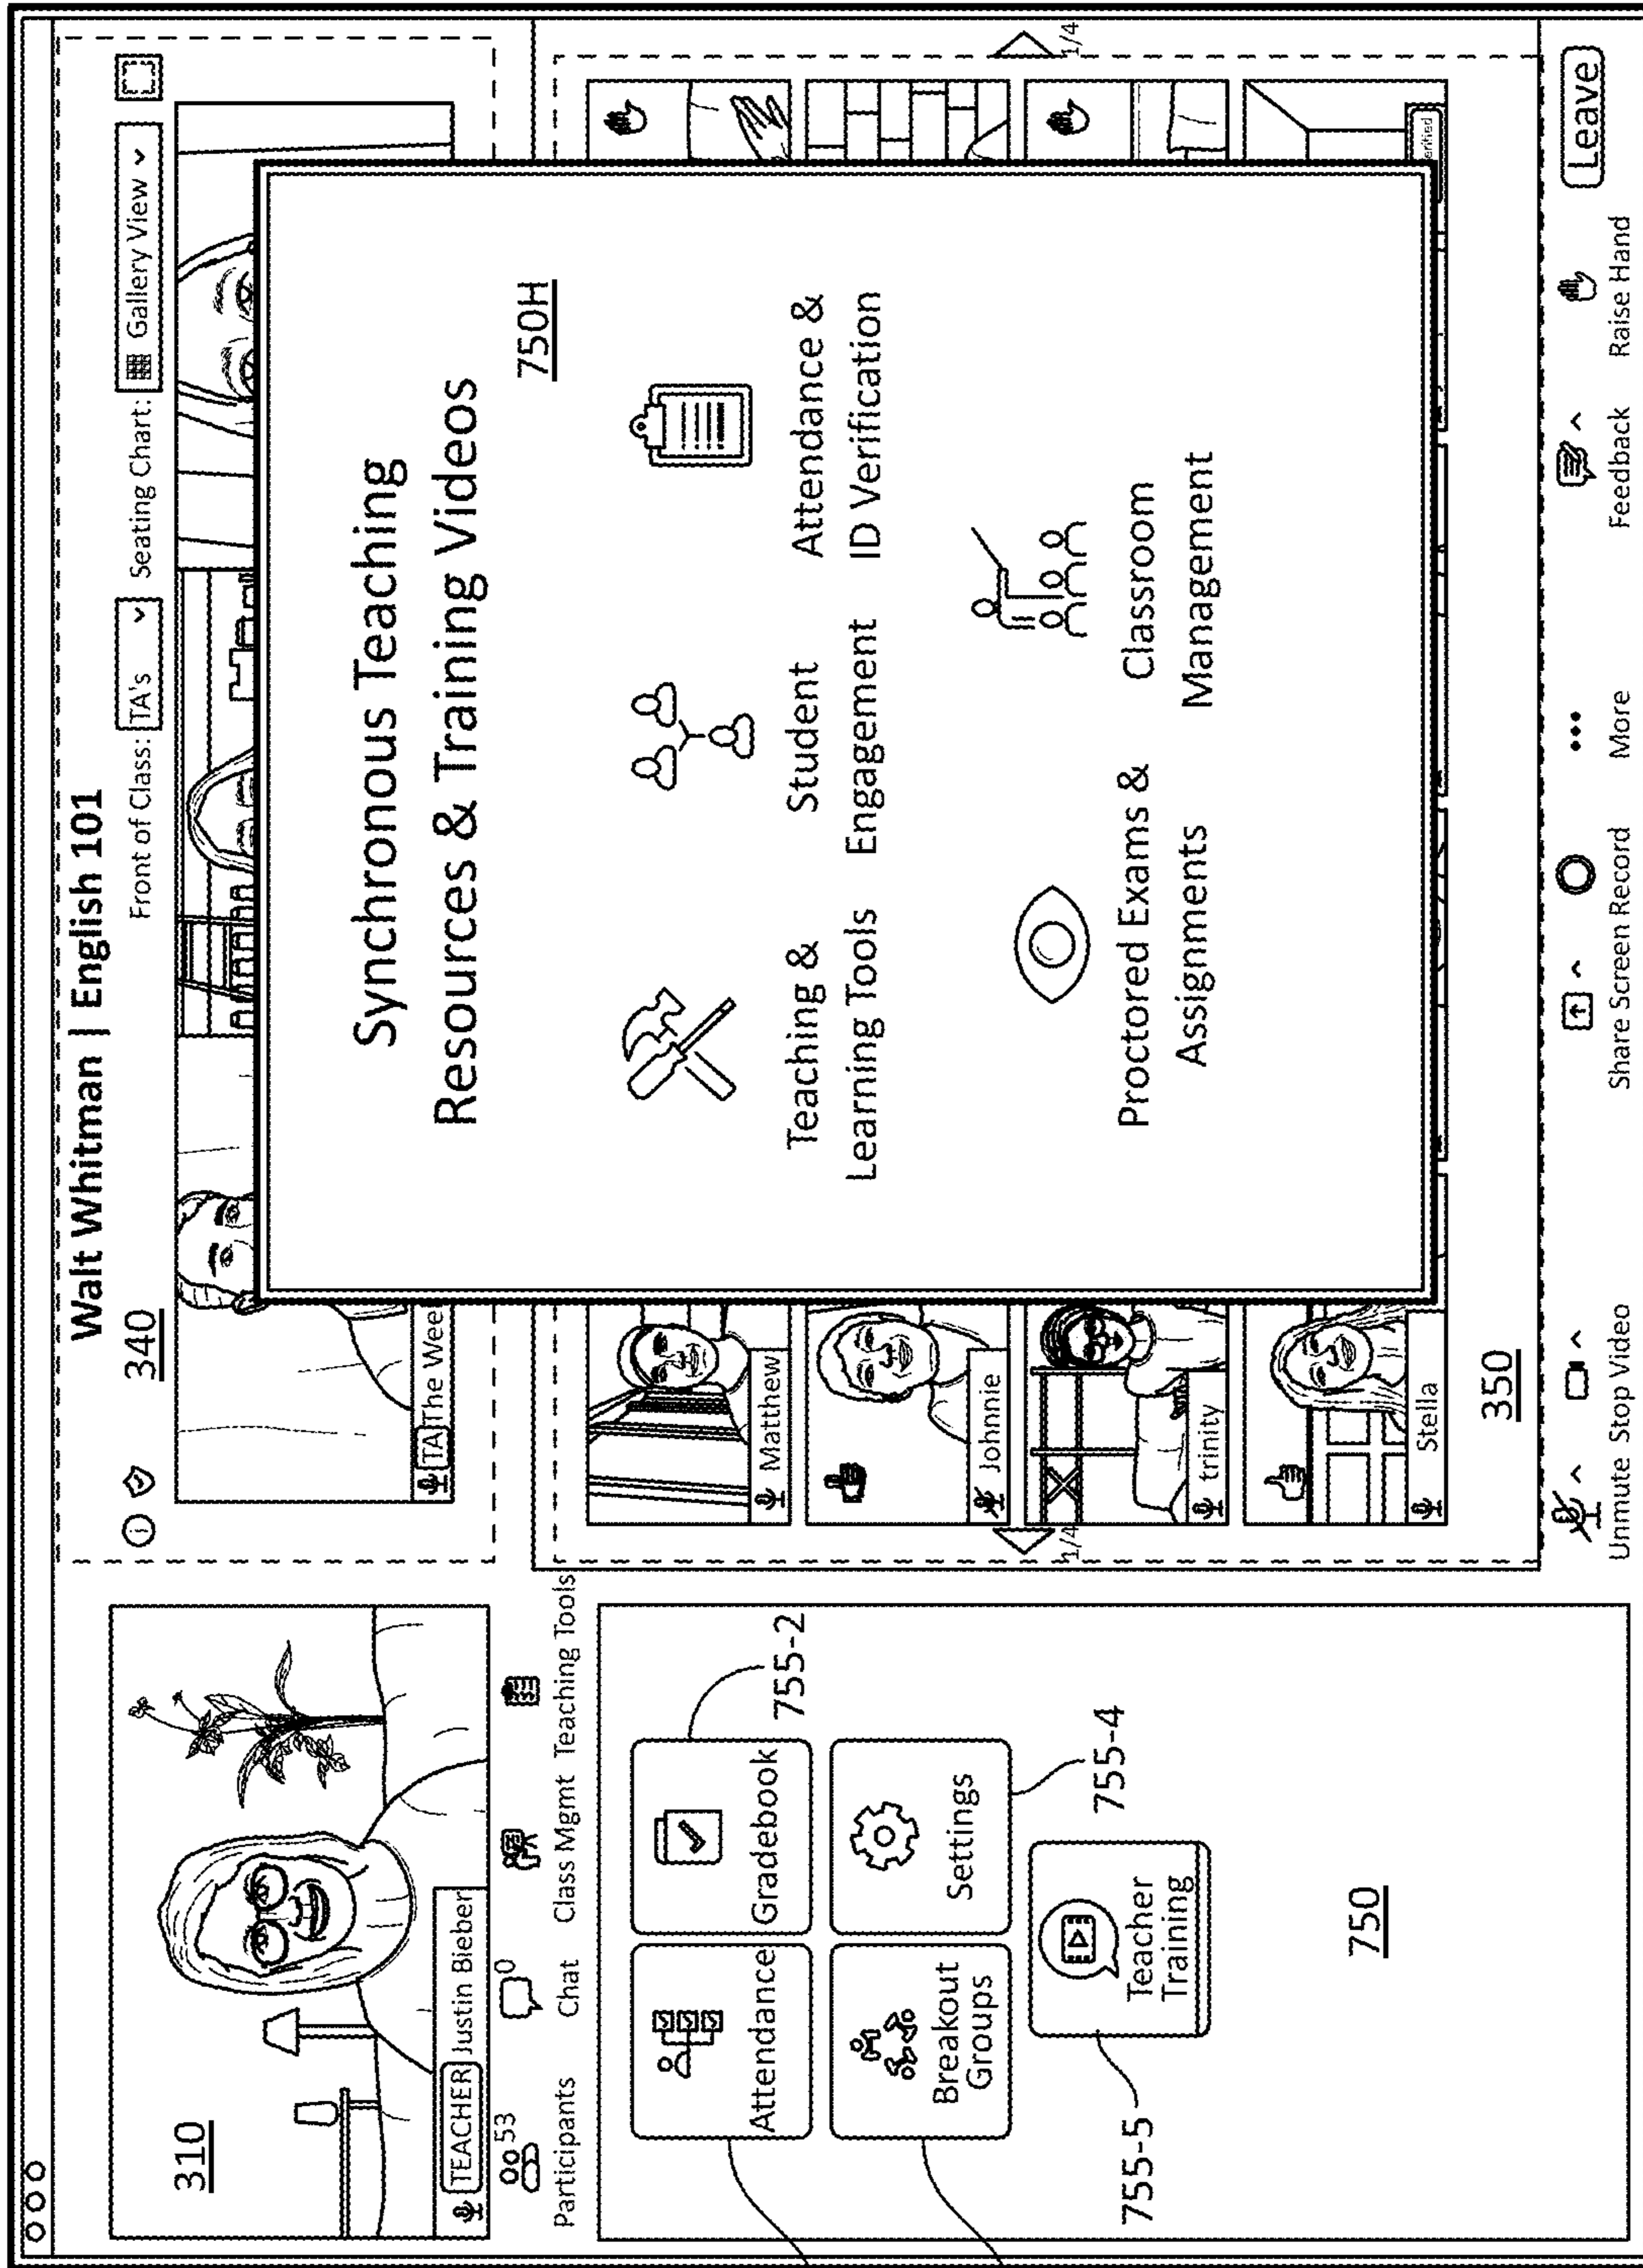 Walt Whitman | English 101
310
340
Front of Class: TA's
Seating Chart: Gallery View
TEACHER Justin Bieber
TA The Wee
53
0
Participants
Chat
Class Mgmt
Teaching Tools
Synchronous Teaching
Resources & Training Videos
750H
Teaching &
Learning Tools
Student
Engagement
Attendance &
ID Verification
Proctored Exams &
Assignments
Classroom
Management
Attendance
Gradebook
755-2
Breakout
Groups
Settings
755-4
Teacher
Training
755-5
750
Matthew
Johnnie
1/4
1/4
trinity
Stella
erified
350
Unmute
Stop Video
Share Screen
Record
More
Feedback
Raise Hand
Leave